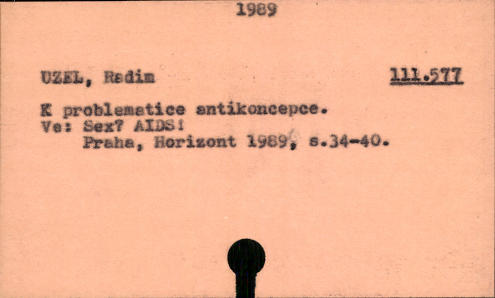 1989
UZEL, Radim 111.577
K problematice antikoncepce.
Ve: Sex? AIDS!
Praha, Horizont 1989, s.34-40.